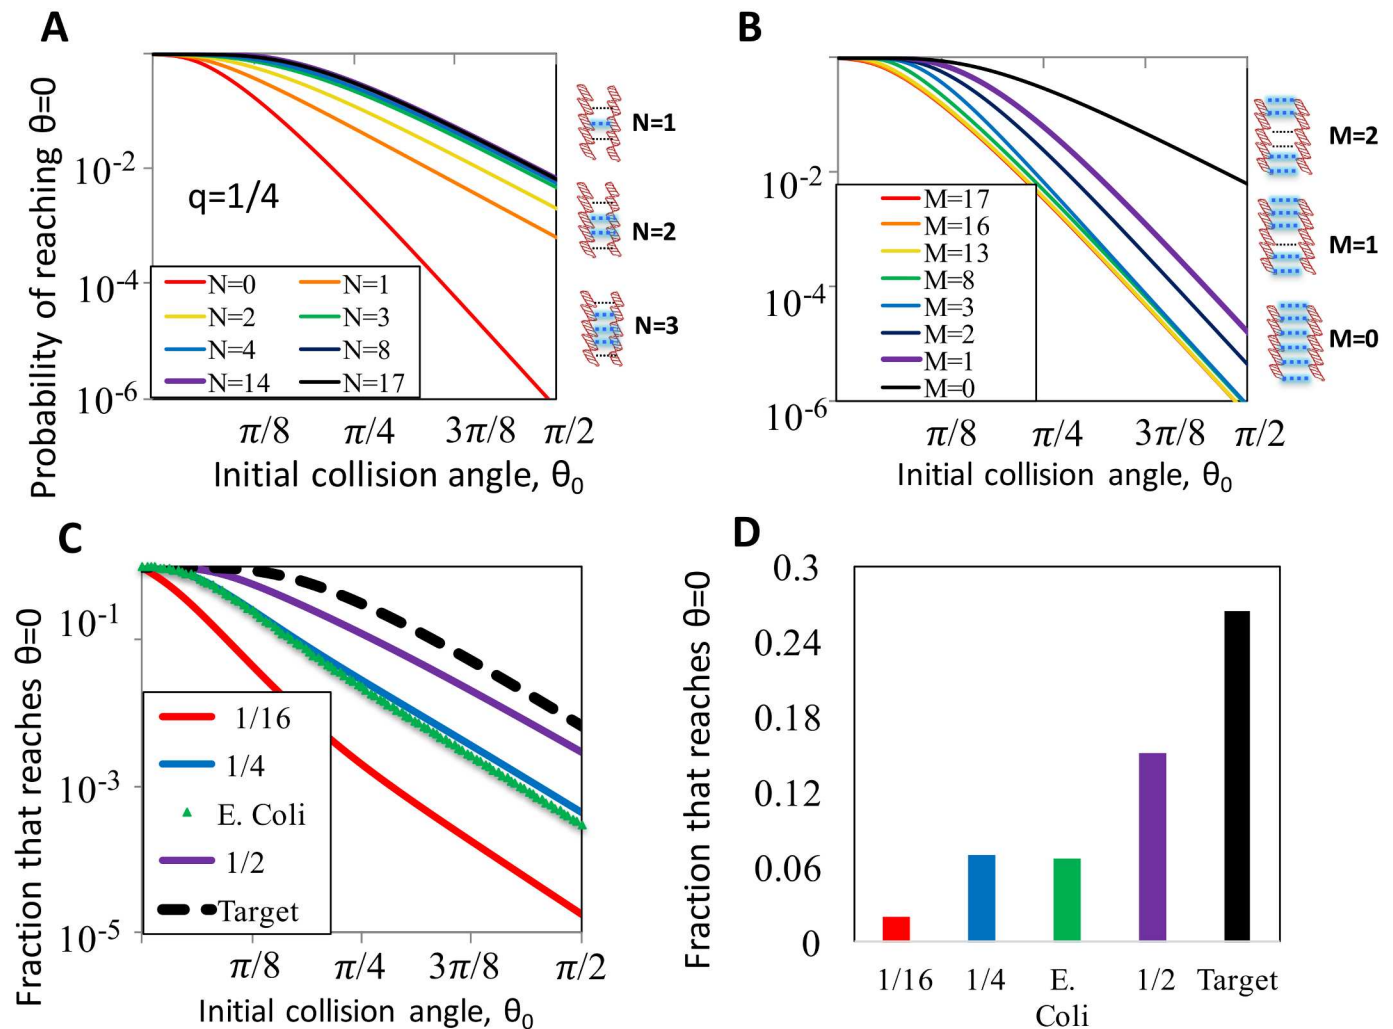 A
Probability of reaching θ=0
10-2
10-4
10-6
q=1/4
N=0 N=1
N=2 N=3
N=4 N=8
N=14 N=17
π/8 π/4 3π/8 π/2
Initial collision angle, θ0
N=1
N=2
N=3
B
10-2
10-4
10-6
M=17
M=16
M=13
M=8
M=3
M=2
M=1
M=0
π/8 π/4 3π/8 π/2
Initial collision angle, θ0
M=2
M=1
M=0
C
Fraction that reaches θ=0
10-1
10-3
10-5
1/16
1/4
E. Coli
1/2
Target
π/8 π/4 3π/8 π/2
Initial collision angle, θ0
D
Fraction that reaches θ=0
0.3
0.24
0.18
0.12
0.06
0
1/16 1/4 E. 1/2 Target
Coli